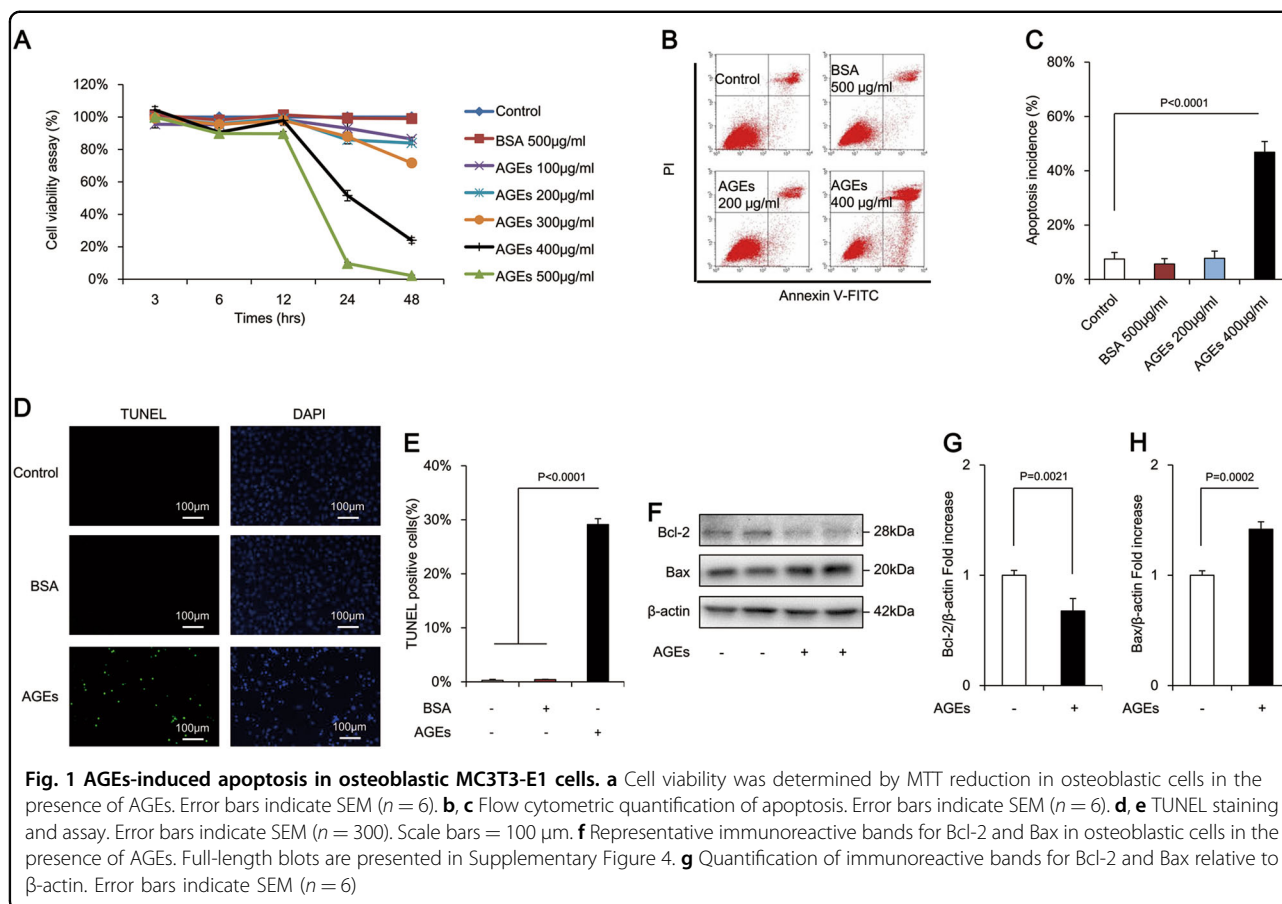 A
120%
100%
80%
60%
40%
20%
0%
Cell viability assay (%)
3 6 12 24 48
Times (hrs)
Control
BSA 500µg/ml
AGEs 100µg/ml
AGEs 200µg/ml
AGEs 300µg/ml
AGEs 400µg/ml
AGEs 500µg/ml
B
Control
BSA
500 µg/ml
AGEs
200 µg/ml
AGEs
400 µg/ml
PI
Annexin V-FITC
C
80%
60%
40%
20%
0%
Apoptosis incidence (%)
P<0.0001
Control
BSA 500µg/ml
AGEs 200µg/ml
AGEs 400µg/ml
D
TUNEL DAPI
Control
100µm 100µm
BSA
100µm 100µm
AGEs
100µm 100µm
E
40%
30%
20%
10%
0%
TUNEL positive cells(%)
P<0.0001
BSA - + -
AGEs - - +
F
Bcl-2 28kDa
Bax 20kDa
β-actin 42kDa
AGEs - - + +
G
2
1
0
Bcl-2/β-actin Fold increase
P=0.0021
AGEs - +
H
2
1
0
Bax/β-actin Fold increase
P=0.0002
AGEs - +
Fig. 1 AGEs-induced apoptosis in osteoblastic MC3T3-E1 cells. a Cell viability was determined by MTT reduction in osteoblastic cells in the
presence of AGEs. Error bars indicate SEM (n = 6). b, c Flow cytometric quantification of apoptosis. Error bars indicate SEM (n = 6). d, e TUNEL staining
and assay. Error bars indicate SEM (n = 300). Scale bars = 100 µm. f Representative immunoreactive bands for Bcl-2 and Bax in osteoblastic cells in the
presence of AGEs. Full-length blots are presented in Supplementary Figure 4. g Quantification of immunoreactive bands for Bcl-2 and Bax relative to
β-actin. Error bars indicate SEM (n = 6)